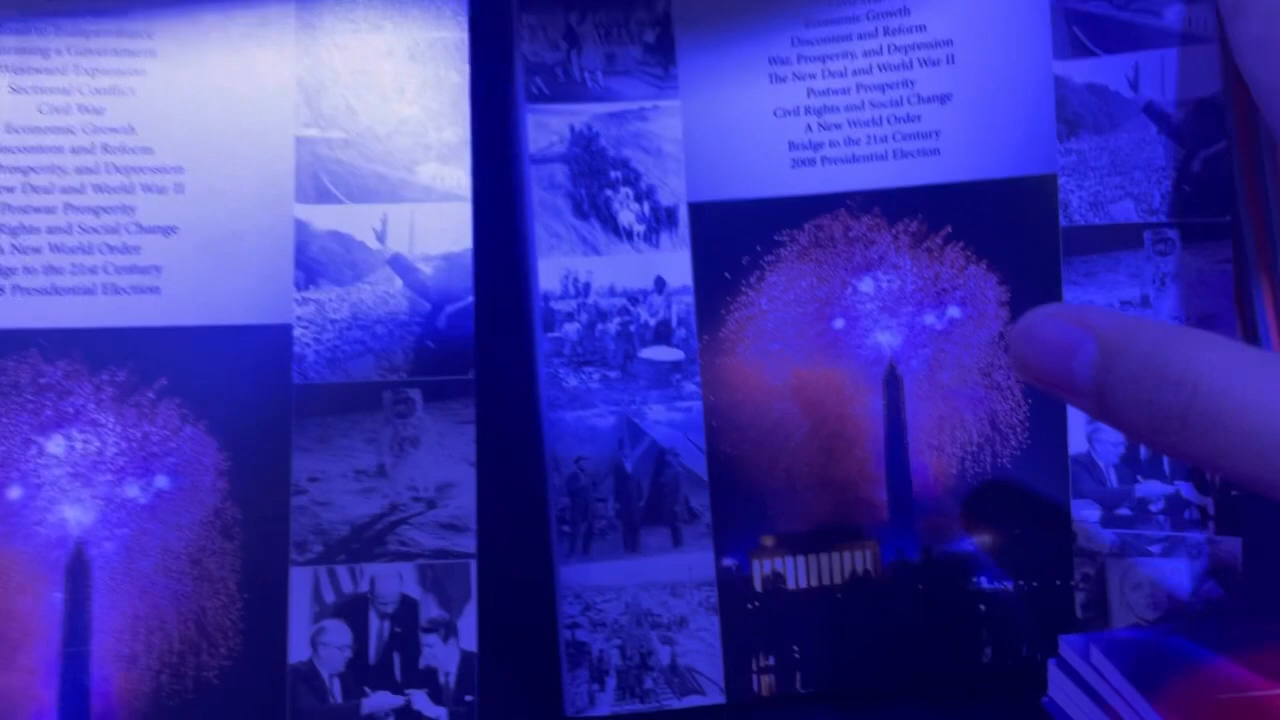 Westward Expansion
Sectional Conflict
Civil War
Economic Growth
and Reform
Prosperity, and Depression
Deal and World War II
Postwar Prosperity
Rights and Social Change
A New World Order
to the 21st Century
Presidential Election
Economic Growth
Discontent and Reform
War, Prosperity, and Depression
The New Deal and World War II
Postwar Prosperity
Civil Rights and Social Change
A New World Order
Bridge to the 21st Century
2008 Presidential Election